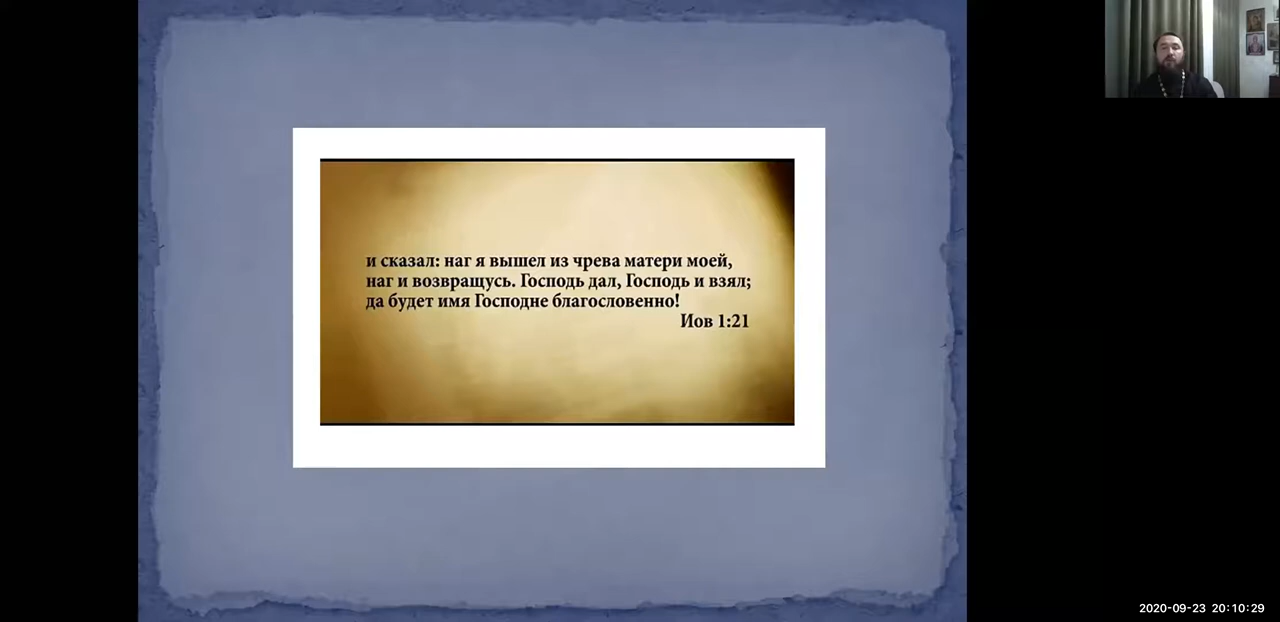 и сказал: наг я вышел из чрева матери моей,
наг и возвращусь. Господь дал, Господь и взял;
да будет имя Господне благословенно!
Иов 1:21
2020-09-23 20:10:29